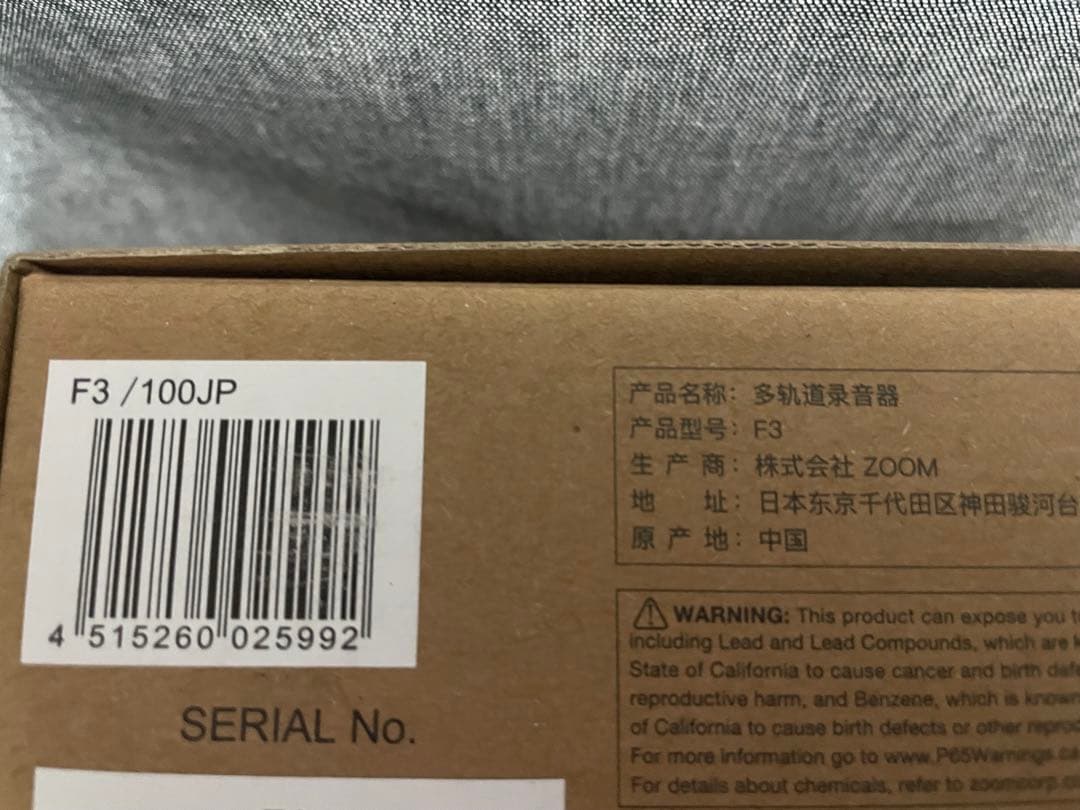 F3 /100JP
4 515260 025992
SERIAL No.
产品名称：多轨道录音器
产品型号：F3
生产商：株式会社 ZOOM
地址：日本东京千代田区神田骏河台
原产地：中国
⚠ WARNING: This product can expose you
including Lead and Lead Compounds, which are
State of California to cause cancer and birth
reproductive harm, and Benzene, which is known
of California to cause birth defects or other
For more information go to www.P65Warnings.ca
For details about chemicals, refer to